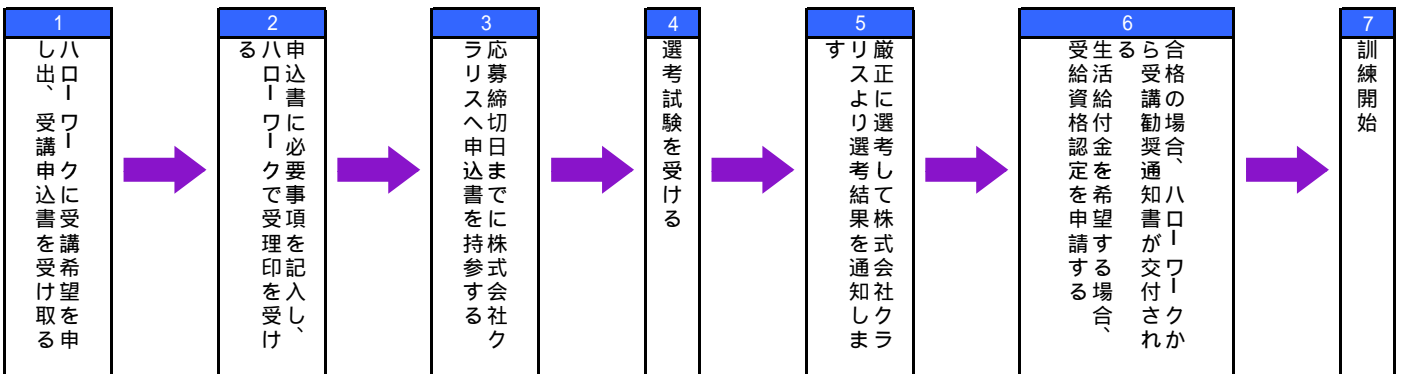 1
ハローワークに受講希望を申
し出、受講申込書を受け取る
2
申込書に必要事項を記入し、
ハローワークで受理印を受け
る
3
応募締切日までに株式会社ク
ラリスへ申込書を持参する
4
選考試験を受ける
5
厳正に選考して株式会社クラ
リスより選考結果を通知しま
す
6
合格の場合、ハローワークか
ら受講勧奨通知書が交付され
る
生活給付金を希望する場合、
受給資格認定を申請する
7
訓練開始